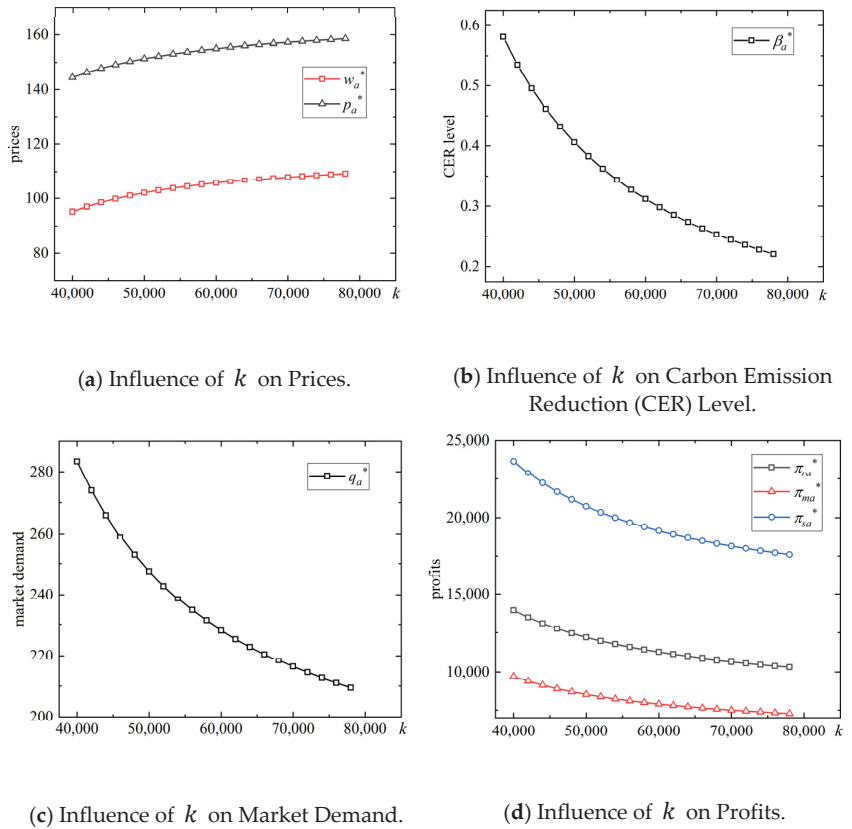 160
140
120
100
80
prices
w_a^*
p_a^*
40,000 50,000 60,000 70,000 80,000 k
(a) Influence of k on Prices.
0.6
0.5
0.4
0.3
0.2
CER level
β_a^*
40,000 50,000 60,000 70,000 80,000 k
(b) Influence of k on Carbon Emission
Reduction (CER) Level.
280
260
240
220
200
market demand
q_a^*
40,000 50,000 60,000 70,000 80,000 k
(c) Influence of k on Market Demand.
25,000
20,000
15,000
10,000
profits
π_ra^*
π_ma^*
π_sa^*
40,000 50,000 60,000 70,000 80,000 k
(d) Influence of k on Profits.